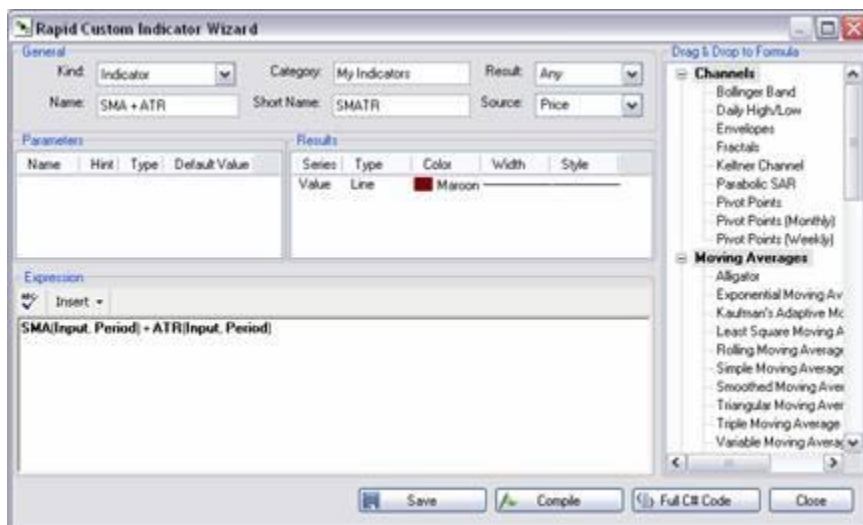 Rapid Custom Indicator Wizard
General
Kind: Indicator Category: My Indicators Result: Any
Name: SMA + ATR Short Name: SMATR Source: Price
Parameters
Name Hint Type Default Value
Results
Series Type Color Width Style
Value Line Maroon
Expression
ABC Insert
SMA(Input, Period) + ATR(Input, Period)
Drag & Drop to Formula
Channels
Bollinger Band
Daily High/Low
Envelopes
Fractals
Keltner Channel
Parabolic SAR
Pivot Points
Pivot Points (Monthly)
Pivot Points (Weekly)
Moving Averages
Alligator
Exponential Moving Av
Kaufman's Adaptive Mo
Least Square Moving A
Rolling Moving Average
Simple Moving Average
Smoothed Moving Aver
Triangular Moving Aver
Triple Moving Average
Variable Moving Averag
Save Compile Full C# Code Close